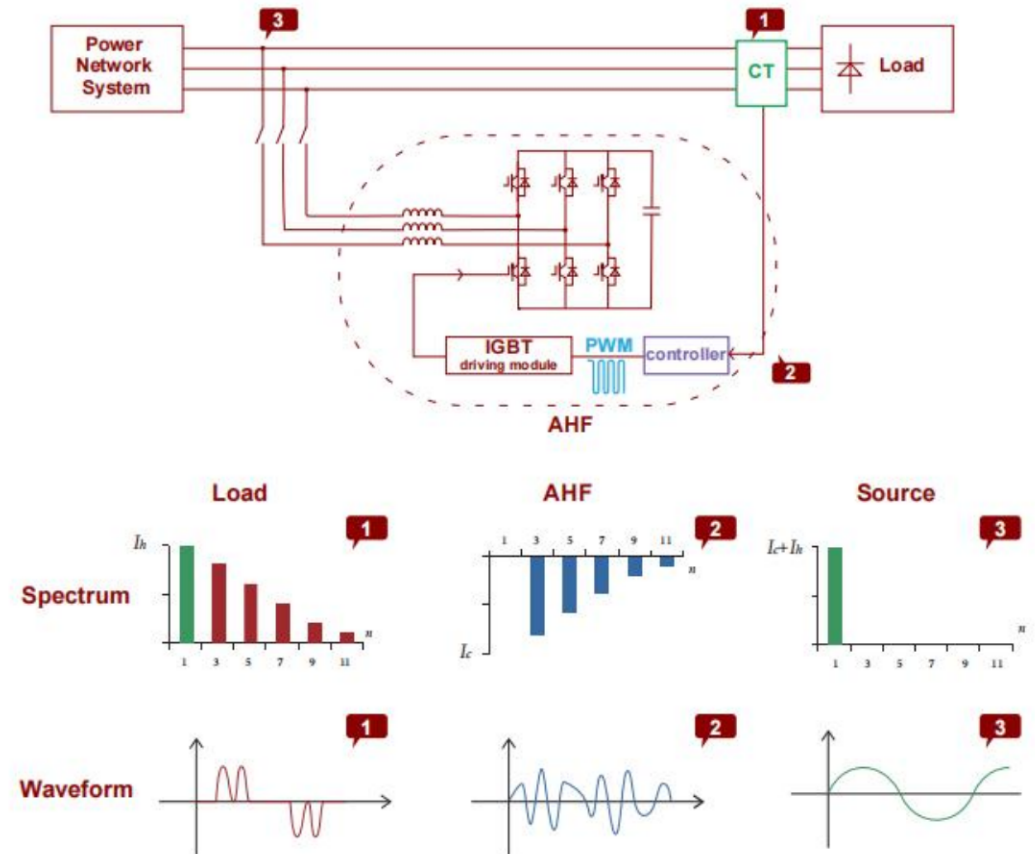 3
1
Power
Network
System
CT
Load
IGBT
driving module
PWM
controller
2
AHF
Load
AHF
Source
1
2
3
Spectrum
Ih
1 3 5 7 9 11
n
Ic
1 3 5 7 9 11
n
Ic+Ih
1 3 5 7 9 11
n
Waveform
1
2
3